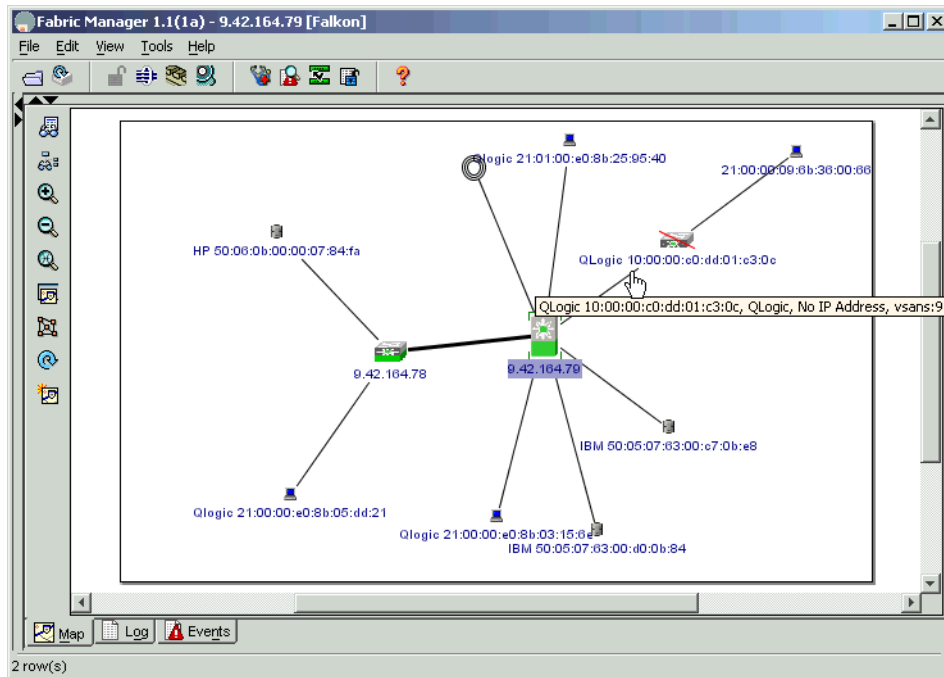 Fabric Manager 1.1(1a) - 9.42.164.79 [Falkon]
File Edit View Tools Help
Qlogic 21:01:00:e0:8b:25:95:40
21:00:00:09:6b:36:00:66
HP 50:06:0b:00:00:07:84:fa
QLogic 10:00:00:c0:dd:01:c3:0c
QLogic 10:00:00:c0:dd:01:c3:0c, QLogic, No IP Address, vsans:9
9.42.164.78
9.42.164.79
IBM 50:05:07:63:00:c7:0b:e8
Qlogic 21:00:00:e0:8b:05:dd:21
Qlogic 21:00:00:e0:8b:03:15:6e
IBM 50:05:07:63:00:d0:0b:84
Map Log Events
2 row(s)